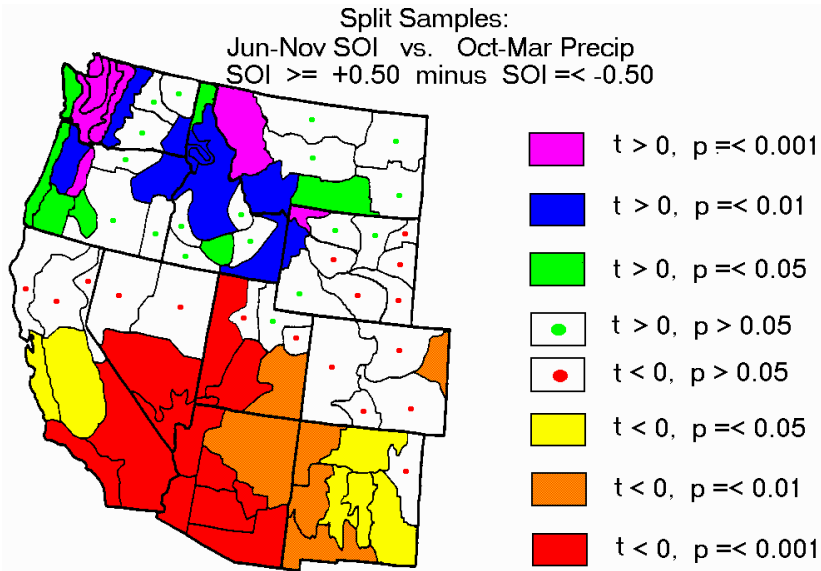 Split Samples:
Jun-Nov SOI vs. Oct-Mar Precip
SOI >= +0.50 minus SOI =< -0.50
t > 0, p =< 0.001
t > 0, p =< 0.01
t > 0, p =< 0.05
t > 0, p > 0.05
t < 0, p > 0.05
t < 0, p =< 0.05
t < 0, p =< 0.01
t < 0, p =< 0.001